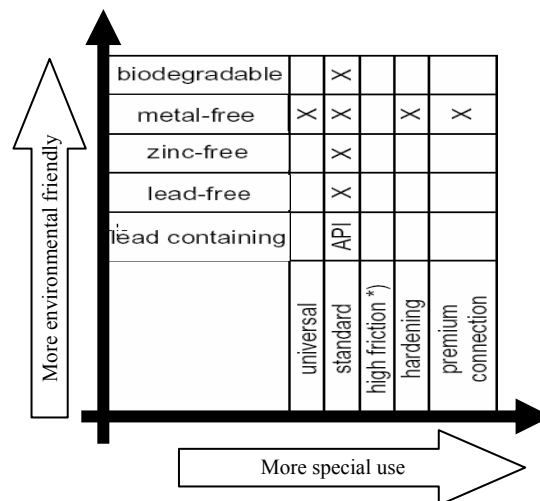 More environmental friendly
biodegradable X
metal-free X X X X
zinc-free X
lead-free X
lead containing API
universal
standard
high friction *)
hardening
premium
connection
More special use